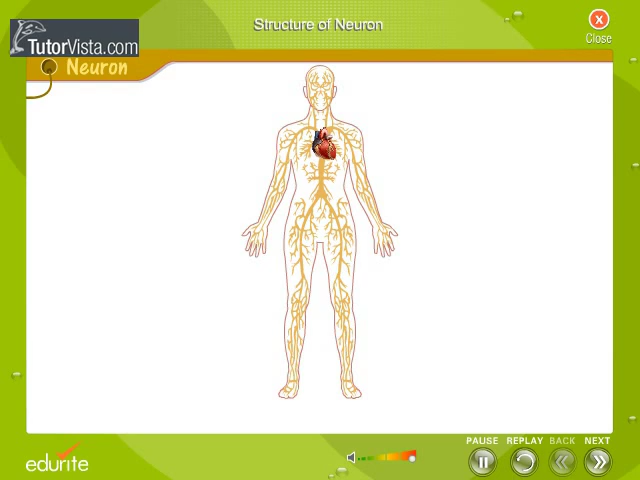 Structure of Neuron
Close
TutorVista.com
Neuron
PAUSE REPLAY BACK NEXT
edurite